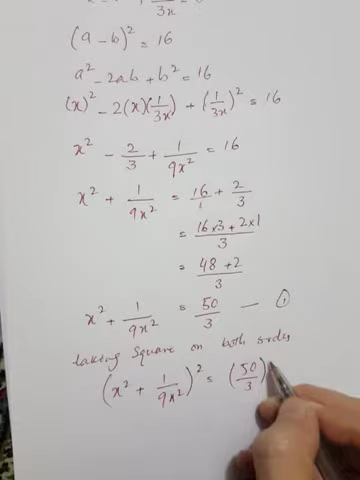 (a - b)² = 16
a² - 2ab + b² = 16
(x)² - 2(x)(1/3x) + (1/3x)² = 16
x² - 2/3 + 1/9x² = 16
x² + 1/9x² = 16/1 + 2/3
= 16×3 + 2×1/3
= 48 + 2/3
x² + 1/9x² = 50/3 — ①
taking Square on both sides
(x² + 1/9x²)² = (50/3)